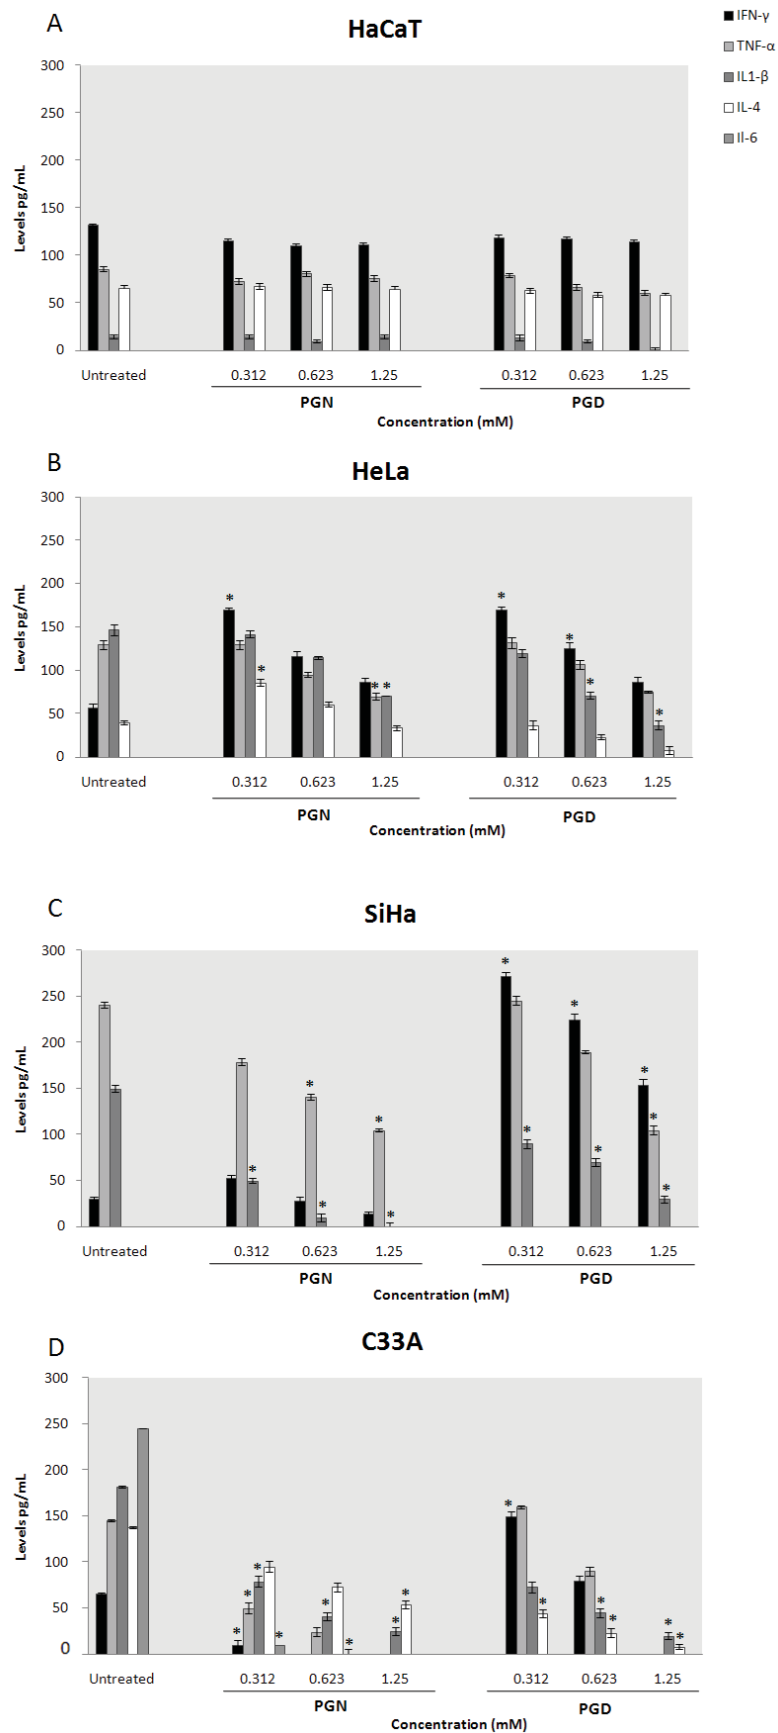 A
HaCaT
IFN-γ
TNF-α
IL1-β
IL-4
Il-6
Levels pg/mL
300
250
200
150
100
50
0
Untreated 0.312 0.623 1.25 0.312 0.623 1.25
PGN PGD
Concentration (mM)
B
HeLa
Levels pg/mL
300
250
200
150
100
50
0
* * * * * * * *
Untreated 0.312 0.623 1.25 0.312 0.623 1.25
PGN PGD
Concentration (mM)
C
SiHa
Levels pg/mL
300
250
200
150
100
50
0
* * * * * * * * * * * *
Untreated 0.312 0.623 1.25 0.312 0.623 1.25
PGN PGD
Concentration (mM)
D
C33A
Levels pg/mL
300
250
200
150
100
50
0
* * * * * * * * * * * * * *
Untreated 0.312 0.623 1.25 0.312 0.623 1.25
PGN PGD
Concentration (mM)